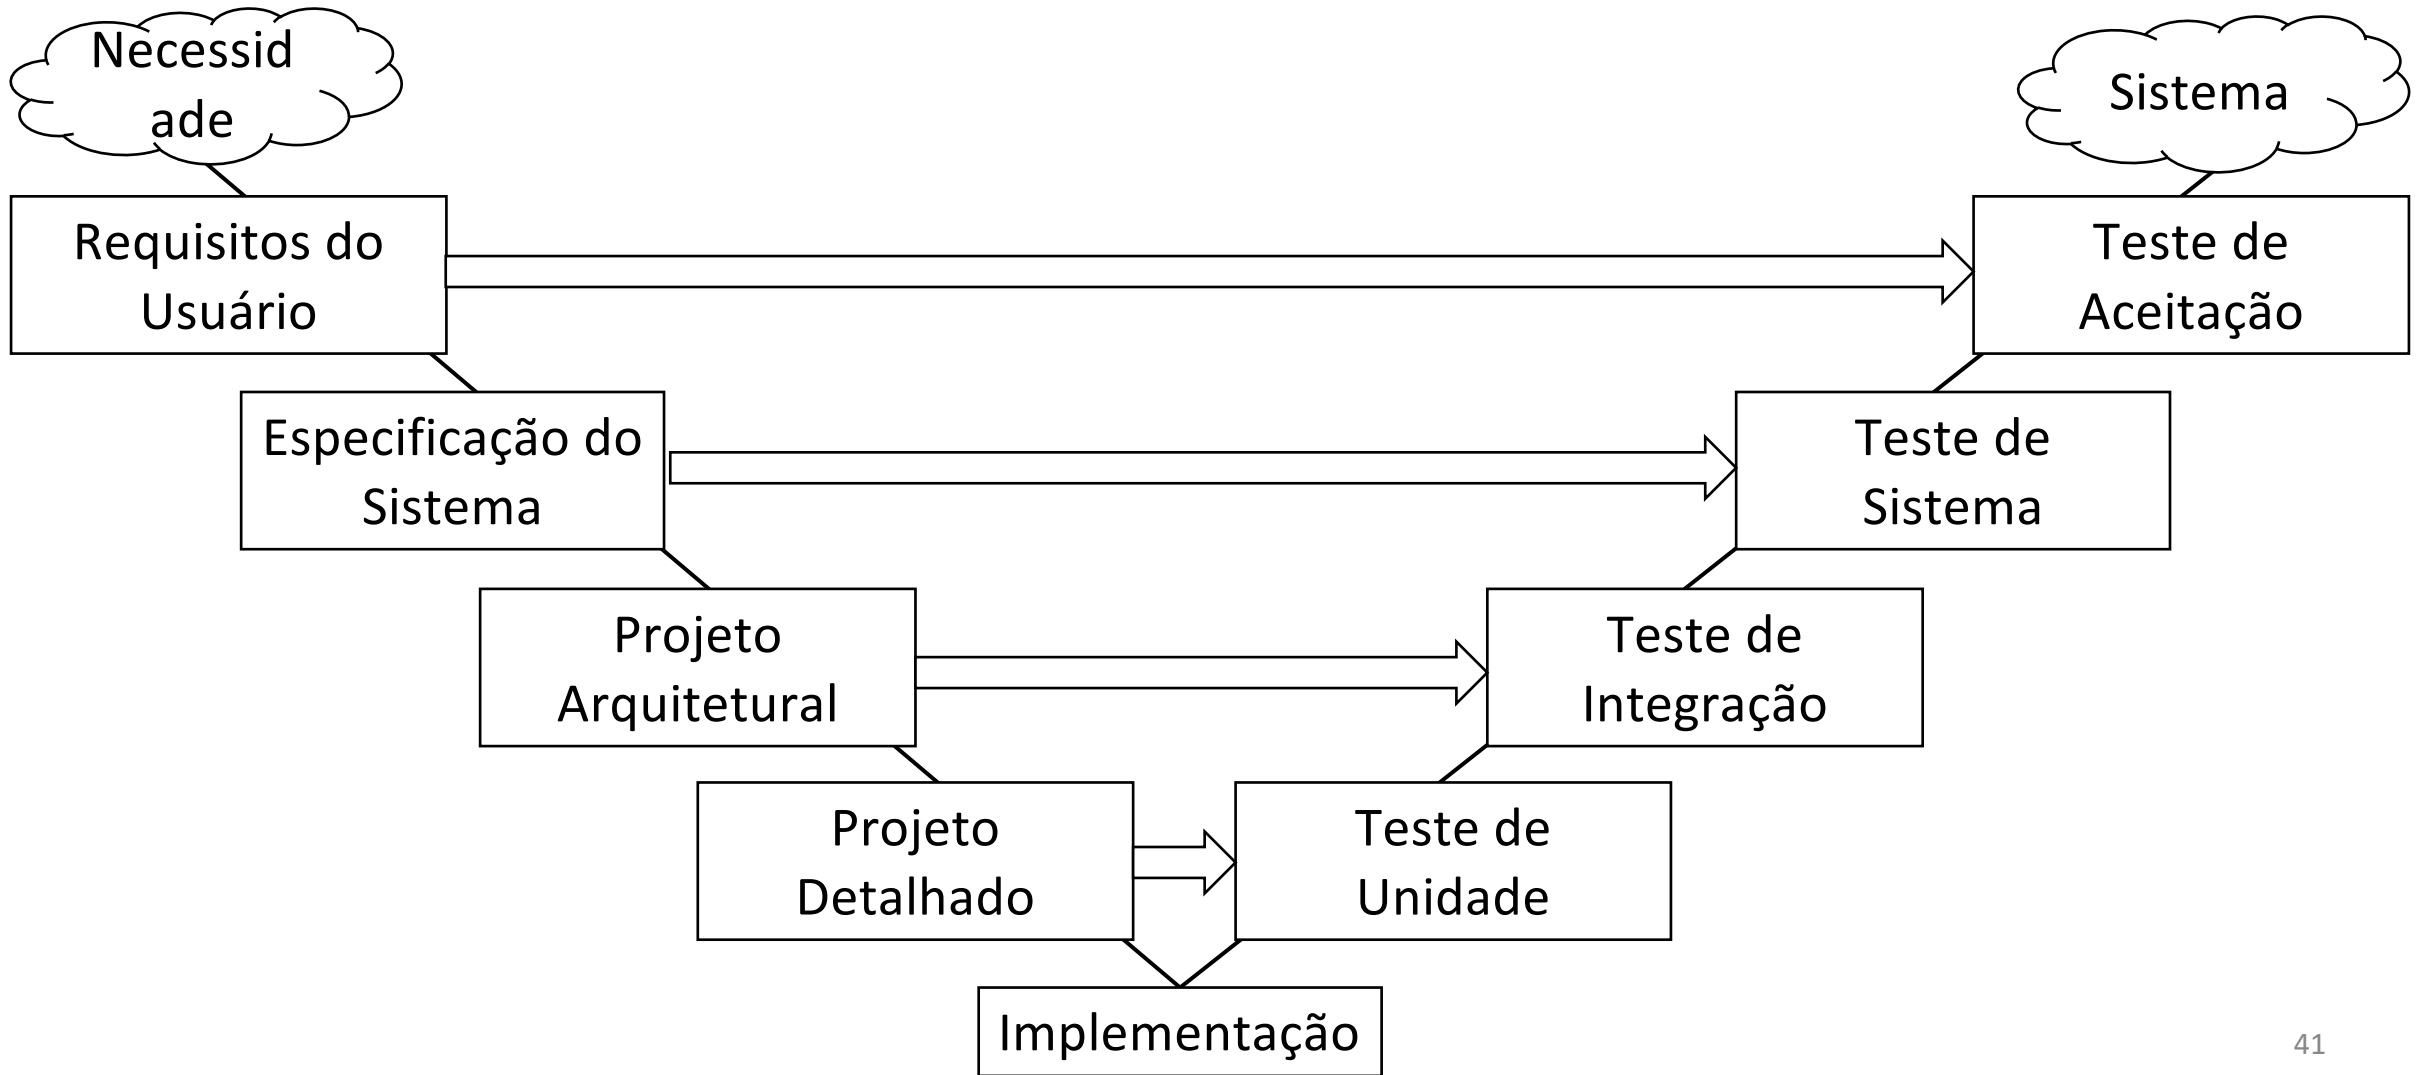 Necessid
ade
Sistema
Requisitos do
Usuário
Teste de
Aceitação
Especificação do
Sistema
Teste de
Sistema
Projeto
Arquitetural
Teste de
Integração
Projeto
Detalhado
Teste de
Unidade
Implementação
41